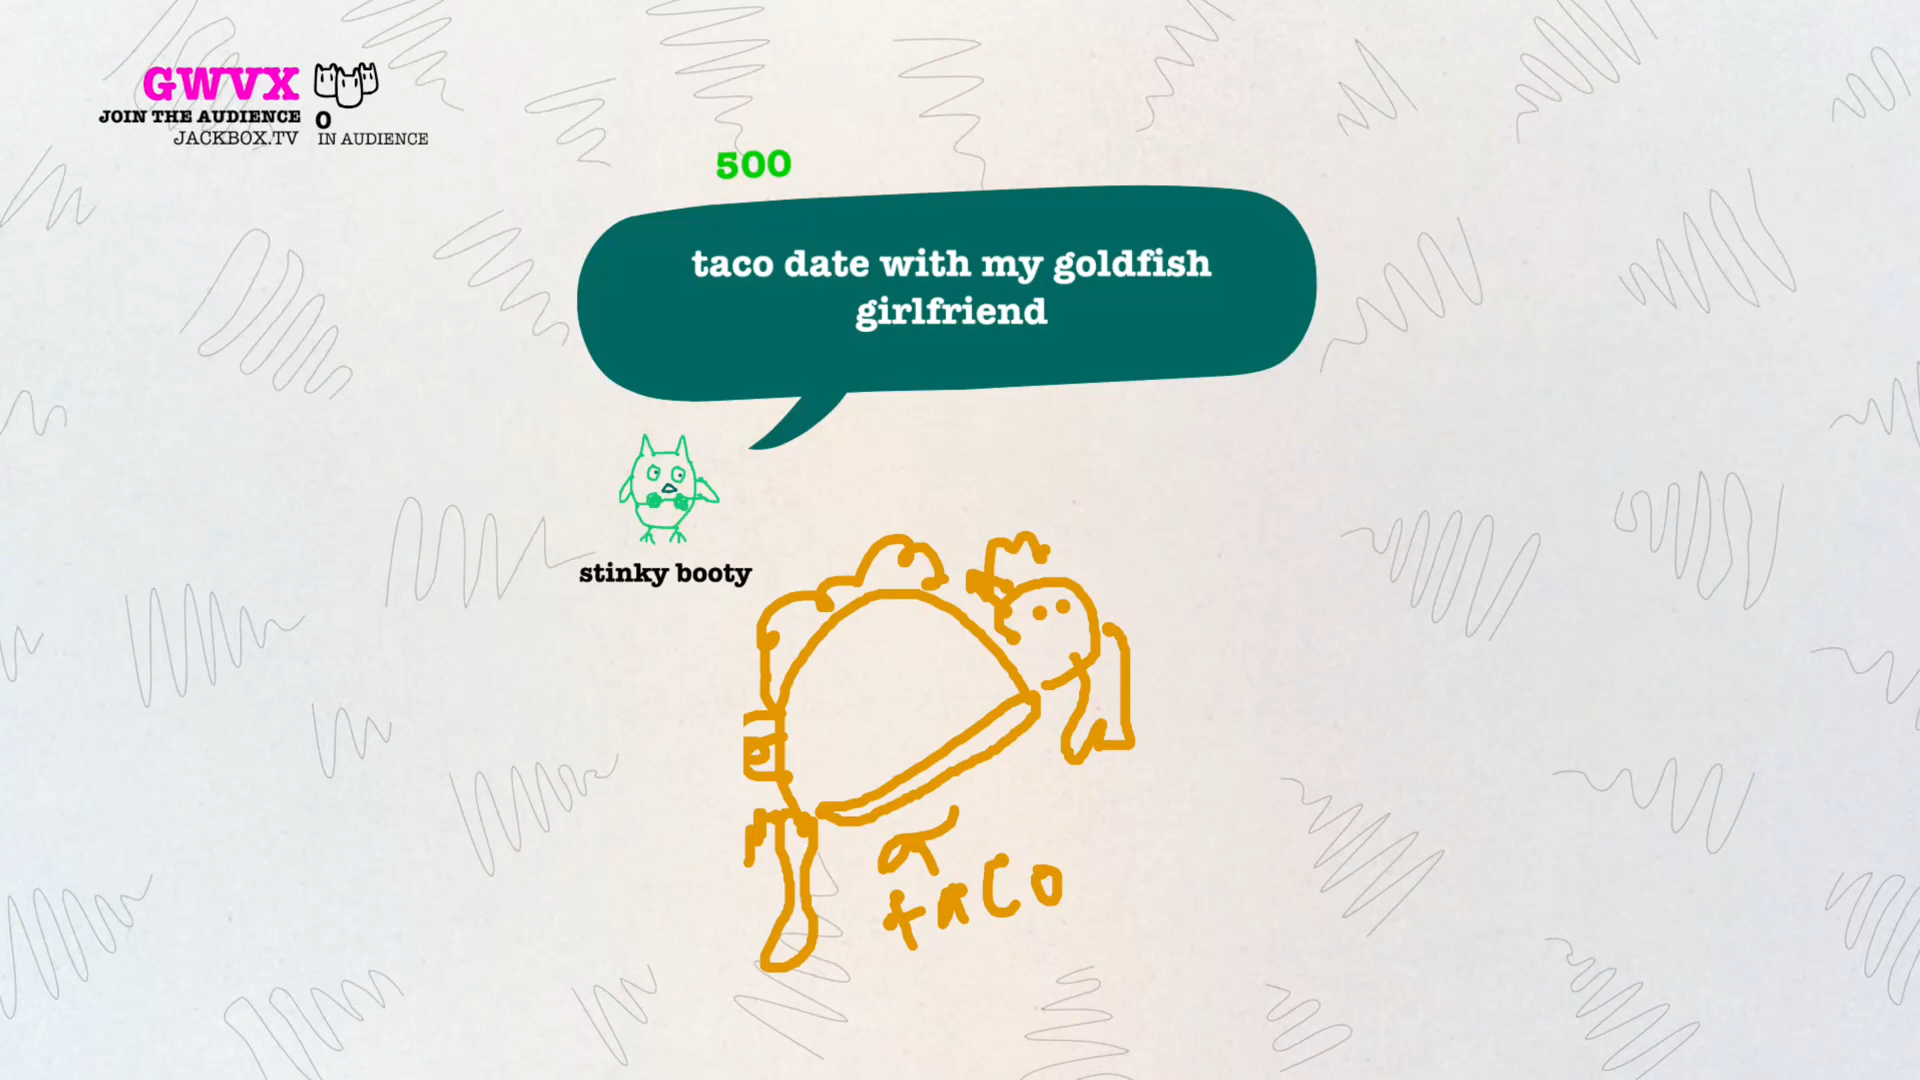 GWVX
JOIN THE AUDIENCE
JACKBOX.TV
0
IN AUDIENCE
500
taco date with my goldfish
girlfriend
stinky booty
a
taco